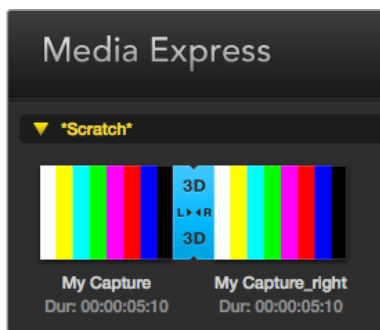 Media Express
*Scratch*
3D
L R
3D
My Capture
My Capture_right
Dur: 00:00:05:10
Dur: 00:00:05:10